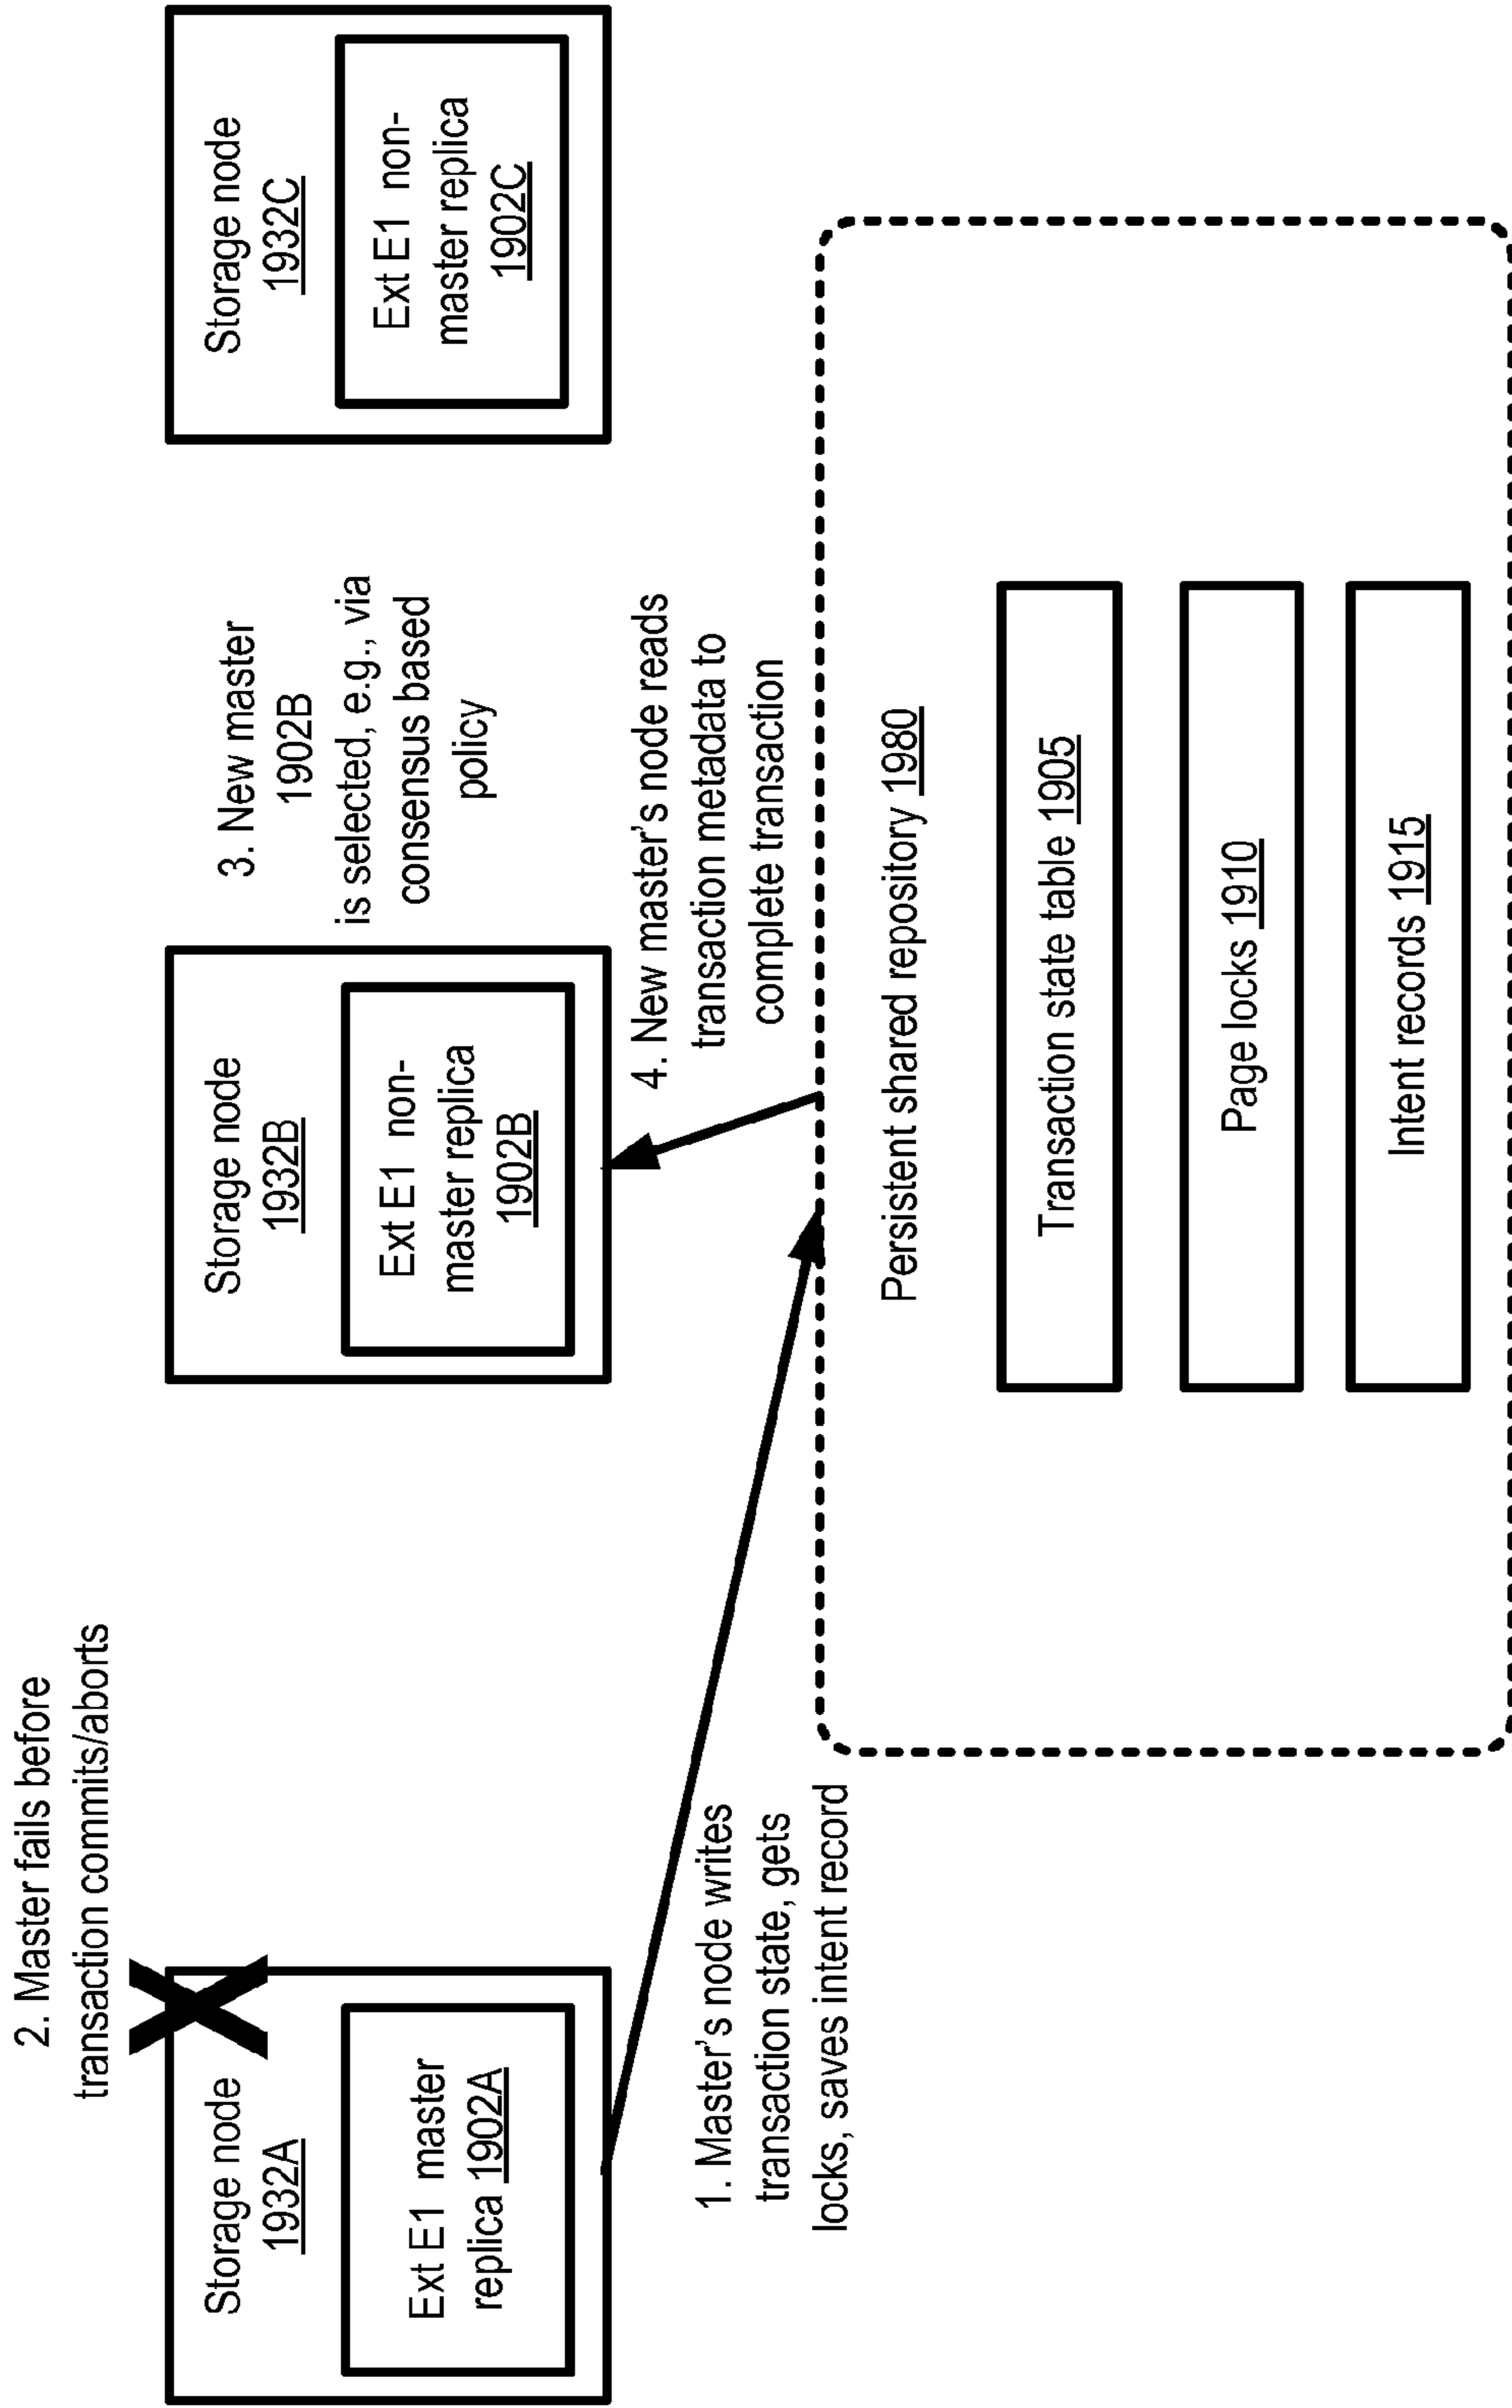 2. Master fails before
transaction commits/aborts
Storage node
1932A
Ext E1 master
replica 1902A
Storage node
1932B
Ext E1 non-
master replica
1902B
3. New master
1902B
is selected, e.g., via
consensus based
policy
Storage node
1932C
Ext E1 non-
master replica
1902C
1. Master's node writes
transaction state, gets
locks, saves intent record
4. New master's node reads
transaction metadata to
complete transaction
Persistent shared repository 1980
Transaction state table 1905
Page locks 1910
Intent records 1915